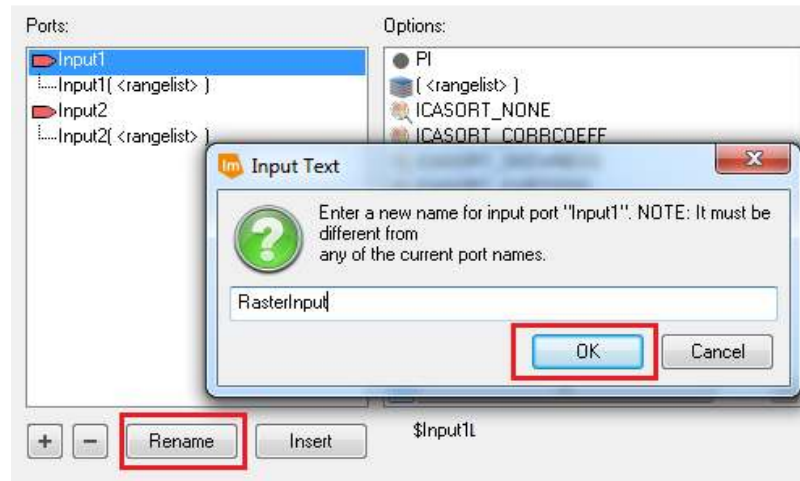 Ports:
Options:
Input1
Input1( <rangelist> )
Input2
Input2( <rangelist> )
PI
( <rangelist> )
ICASORT_NONE
ICASORT_CORRCOEFF
Im Input Text
Enter a new name for input port "Input1". NOTE: It must be
different from
any of the current port names.
RasterInput
OK
Cancel
+
−
Rename
Insert